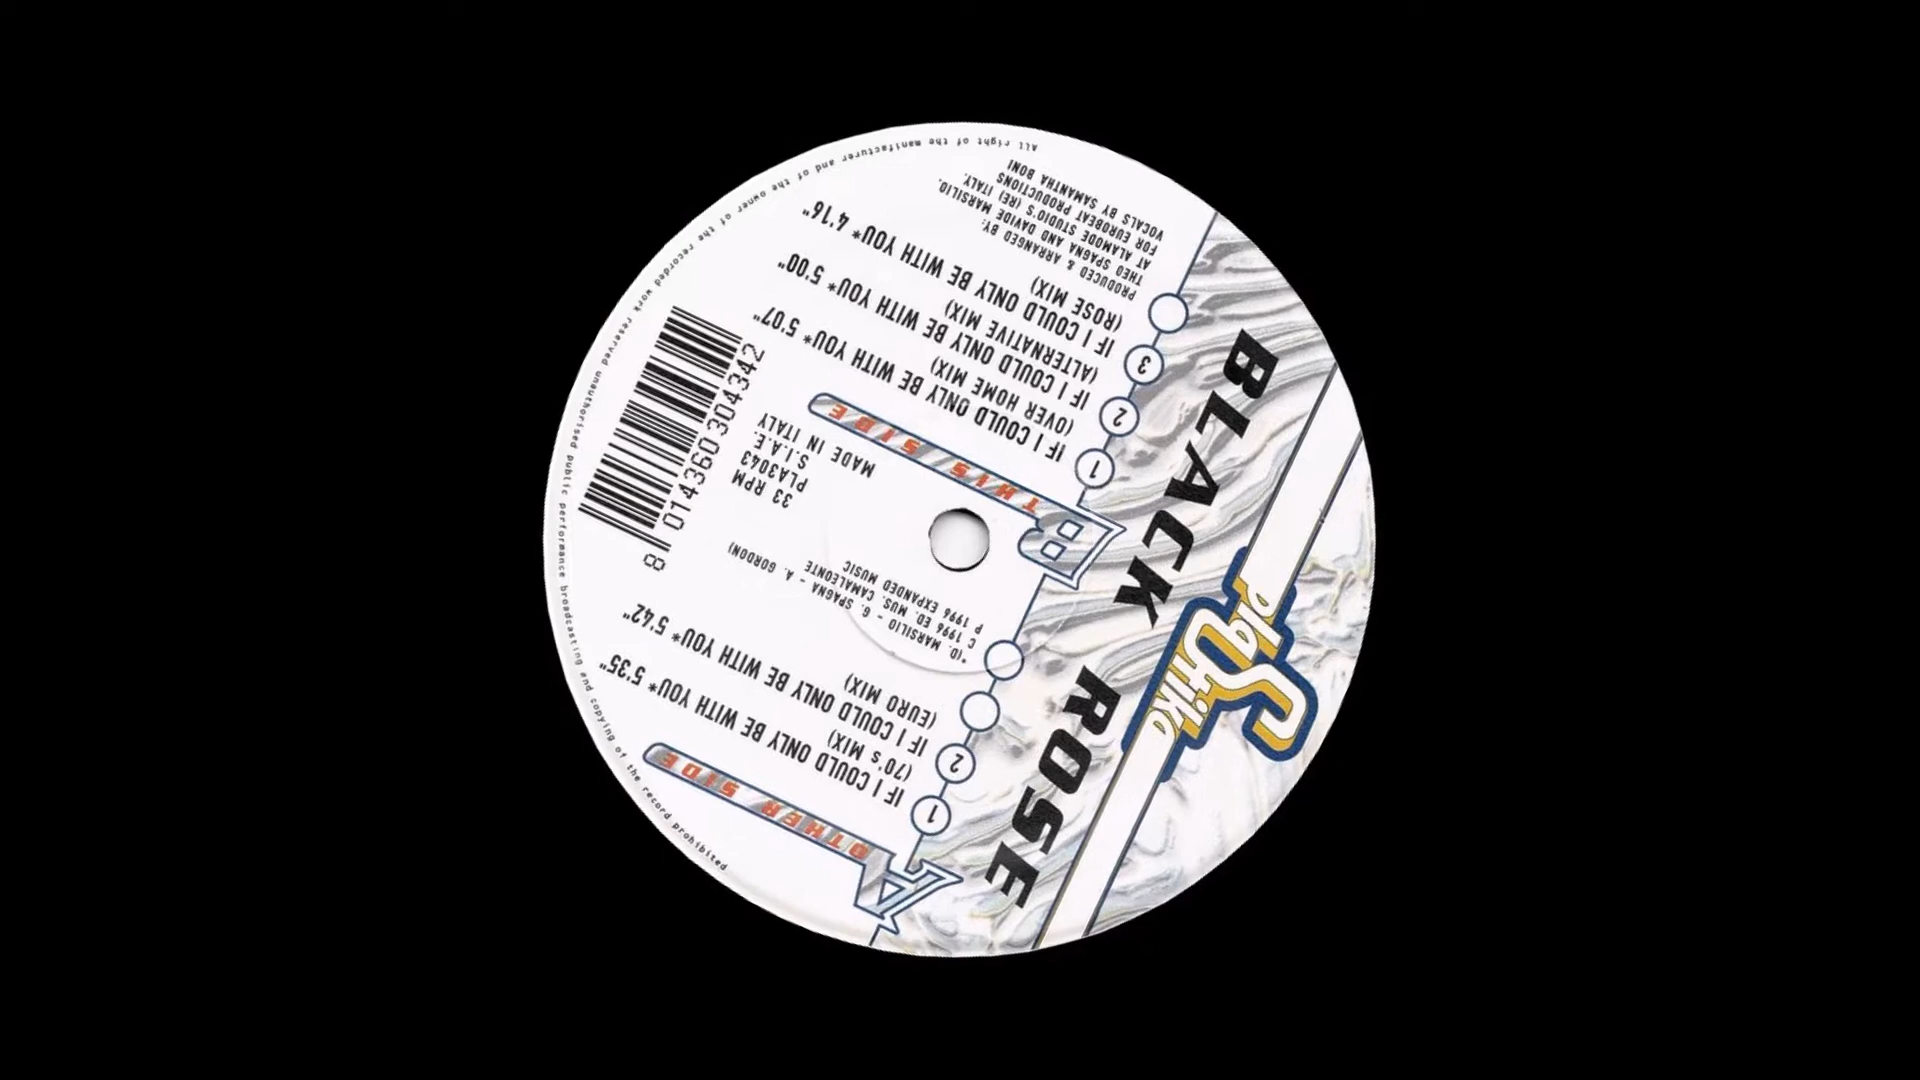 BLACK ROSE
plaStika
A OTHER SIDE
1 IF I COULD ONLY BE WITH YOU* 5'35"
(70's MIX)
2 IF I COULD ONLY BE WITH YOU* 5'42"
(EURO MIX)
*(D. MARSILIO - G. SPAGNA - A. GORDON)
C 1996 ED. MUS. CAMALEONTE
P 1996 EXPANDED MUSIC
33 RPM
PLA3043
S.I.A.E.
MADE IN ITALY
8 014360 304342
B THIS SIDE
1 IF I COULD ONLY BE WITH YOU* 5'07"
(OVER HOME MIX)
2 IF I COULD ONLY BE WITH YOU* 5'00"
(ALTERNATIVE MIX)
3 IF I COULD ONLY BE WITH YOU* 4'16"
(ROSE MIX)
PRODUCED & ARRANGED BY:
THEO SPAGNA AND DAVIDE MARSILIO.
AT ALAMODE STUDIO'S (RE) ITALY.
FOR EUROBEAT PRODUCTIONS
VOCALS BY SAMANTHA BONI
All right of the manifacturer and of the owner of the recorded work reserved unauthorised public performance broadcasting end copying of the record prohibited